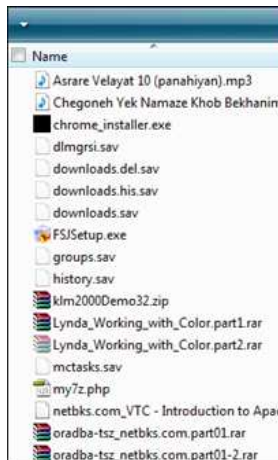 Name
Asrare Velayat 10 (panahiyan).mp3
Chegoneh Yek Namaze Khob Bekhanim
chrome_installer.exe
dlmgrsi.sav
downloads.del.sav
downloads.his.sav
downloads.sav
FSJSetup.exe
groups.sav
history.sav
klm2000Demo32.zip
Lynda_Working_with_Color.part1.rar
Lynda_Working_with_Color.part2.rar
mctasks.sav
my7z.php
netbks.com_VTC - Introduction to Apa
oradba-tsz_netbks.com.part01.rar
oradba-tsz_netbks.com.part01-2.rar